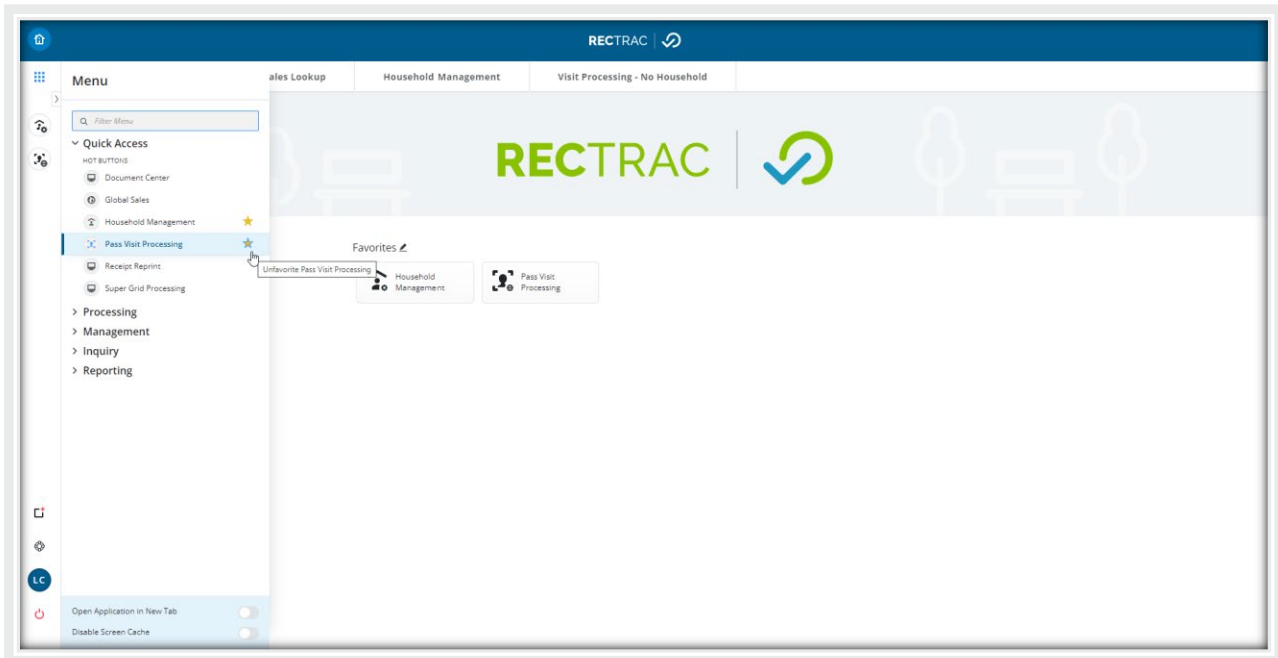 RECTRAC
Menu
ales Lookup
Household Management
Visit Processing - No Household
Filter Menu
Quick Access
HOT BUTTONS
Document Center
Global Sales
Household Management
Pass Visit Processing
Receipt Reprint
Super Grid Processing
Processing
Management
Inquiry
Reporting
Unfavorite Pass Visit Processing
RECTRAC
Favorites
Household
Management
Pass Visit
Processing
LC
Open Application in New Tab
Disable Screen Cache